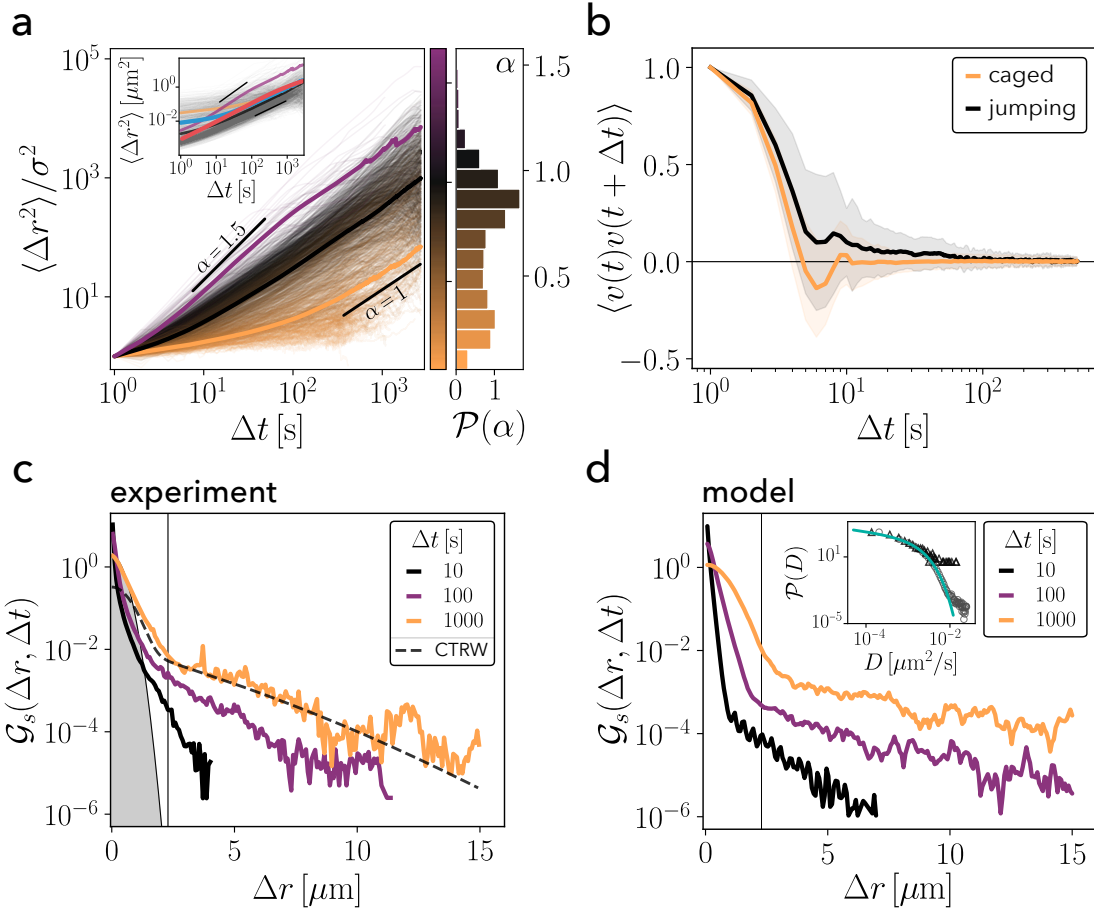 a
10⁵
10³
10¹
⟨Δr²⟩/σ²
10⁰
10¹
10²
10³
Δt [s]
α = 1.5
α = 1
⟨Δr²⟩ [μm²]
10⁰
10⁻²
10⁰
10¹
10³
Δt [s]
α
1.5
1.0
0.5
0
1
𝒫(α)
b
1.0
0.5
0.0
−0.5
⟨v(t)v(t + Δt)⟩
caged
jumping
10⁰
10¹
10²
Δt [s]
c
experiment
10⁰
10⁻²
10⁻⁴
10⁻⁶
𝒢ₛ(Δr, Δt)
Δt [s]
10
100
1000
CTRW
0
5
10
15
Δr [μm]
d
model
10⁰
10⁻²
10⁻⁴
10⁻⁶
𝒢ₛ(Δr, Δt)
𝒫(D)
10¹
10⁻⁵
10⁻⁴
10⁻²
D [μm²/s]
Δt [s]
10
100
1000
0
5
10
15
Δr [μm]